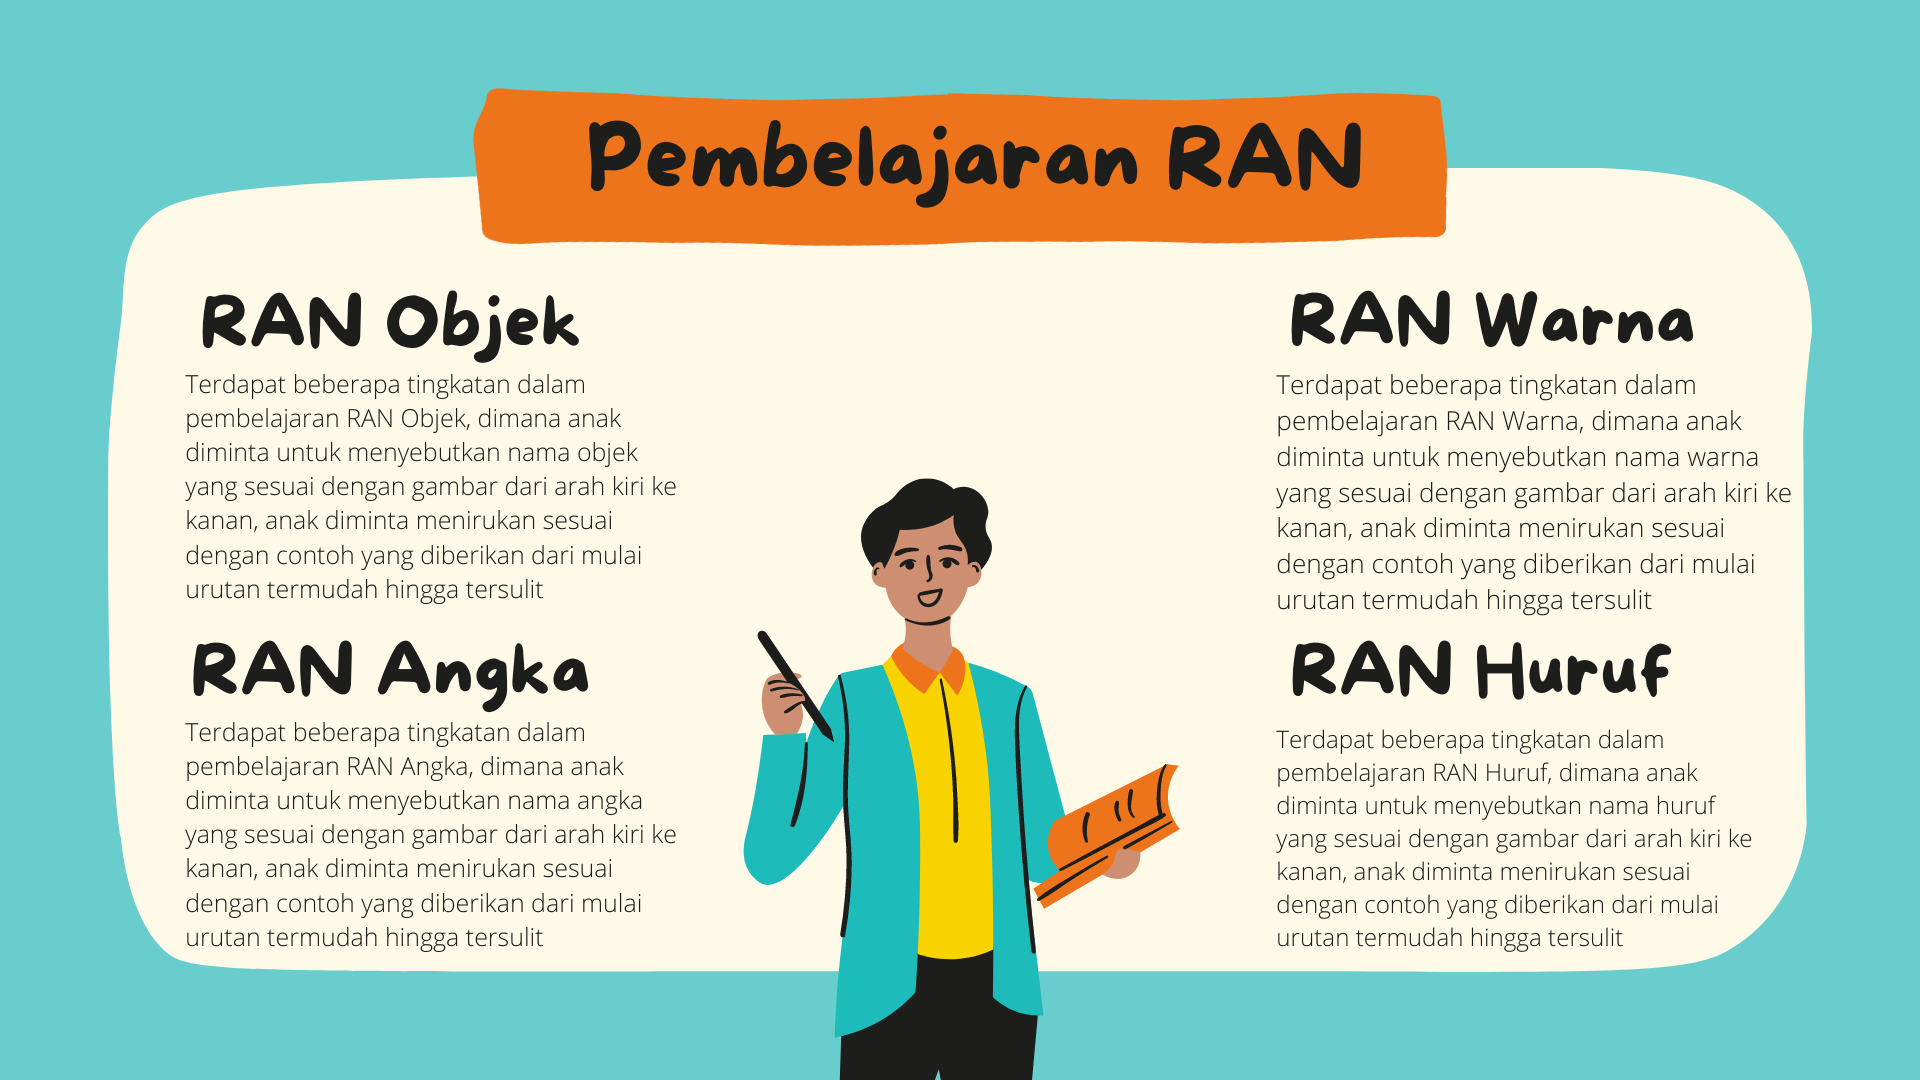 Pembelajaran RAN
RAN Objek
Terdapat beberapa tingkatan dalam
pembelajaran RAN Objek, dimana anak
diminta untuk menyebutkan nama objek
yang sesuai dengan gambar dari arah kiri ke
kanan, anak diminta menirukan sesuai
dengan contoh yang diberikan dari mulai
urutan termudah hingga tersulit
RAN Angka
Terdapat beberapa tingkatan dalam
pembelajaran RAN Angka, dimana anak
diminta untuk menyebutkan nama angka
yang sesuai dengan gambar dari arah kiri ke
kanan, anak diminta menirukan sesuai
dengan contoh yang diberikan dari mulai
urutan termudah hingga tersulit
RAN Warna
Terdapat beberapa tingkatan dalam
pembelajaran RAN Warna, dimana anak
diminta untuk menyebutkan nama warna
yang sesuai dengan gambar dari arah kiri ke
kanan, anak diminta menirukan sesuai
dengan contoh yang diberikan dari mulai
urutan termudah hingga tersulit
RAN Huruf
Terdapat beberapa tingkatan dalam
pembelajaran RAN Huruf, dimana anak
diminta untuk menyebutkan nama huruf
yang sesuai dengan gambar dari arah kiri ke
kanan, anak diminta menirukan sesuai
dengan contoh yang diberikan dari mulai
urutan termudah hingga tersulit